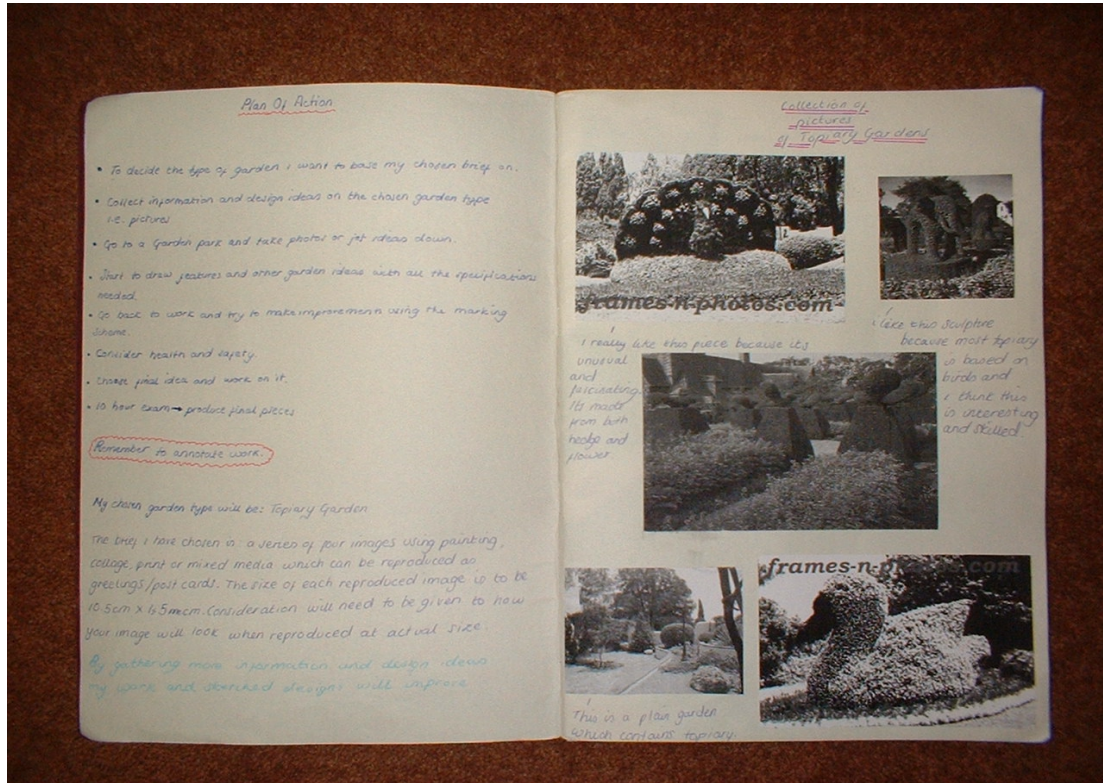 Plan Of Action
• To decide the type of garden i want to base my chosen brief on.
• Collect information and design ideas on the chosen garden type
i.e. pictures
• Go to a Garden park and take photos or jot ideas down.
• Start to draw features and other garden ideas with all the specifications
needed.
• Go back to work and try to make improvements using the marking
scheme.
• Consider health and safety.
• Choose final idea and work on it.
• 10 hour exam → produce final pieces
Remember to annotate work.
My chosen garden type will be: Topiary Garden
The brief i have chosen is: a series of four images using painting,
collage, print or mixed media which can be reproduced as
greetings/post cards. The size of each reproduced image is to be
10.5cm x 
Consideration will need to be given to how
your image will look when reproduced at actual size.
By gathering more information and design ideas
my work and sketched designs will improve
Collection of
pictures
of Topiary Gardens
frames-n-photos.com
i really like this piece because its
unusual
and
fascinating.
Its made
from both
hedge and
flower.
i like this sculpture
because most topiary
is based on
birds and
i think this
is interesting
and skilled
frames-n-photos.com
This is a plain garden
which contains topiary.